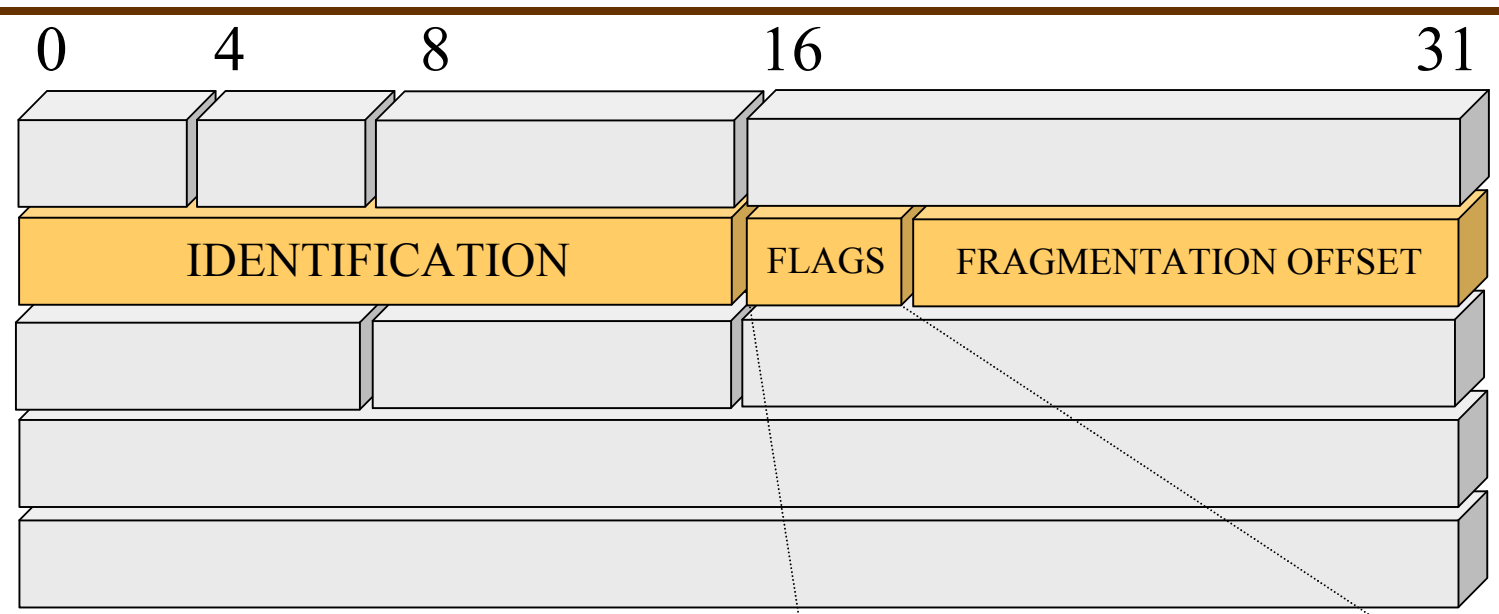 0 4 8 16 31
IDENTIFICATION FLAGS FRAGMENTATION OFFSET